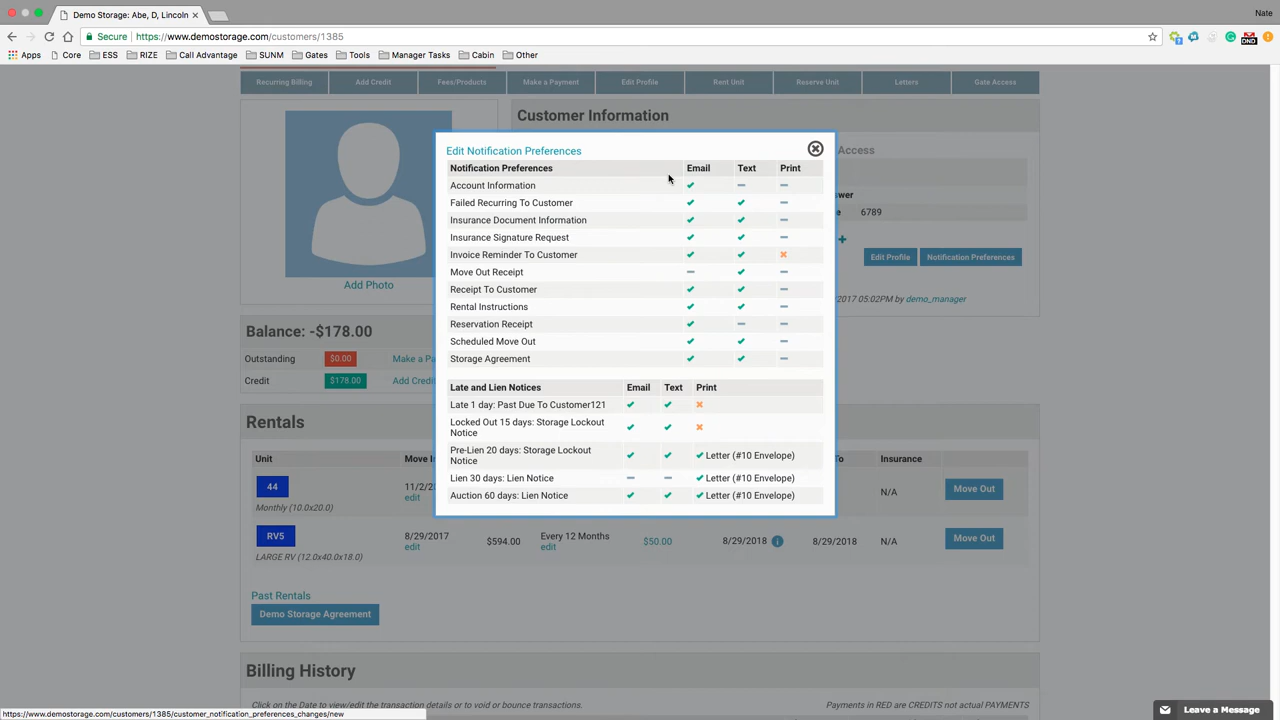 Demo Storage: Abe, D, Lincoln
Nate
Secure https://www.demostorage.com/customers/1385
DND
Apps Core ESS RIZE Call Advantage SUNM Gates Tools Manager Tasks Cabin Other
Recurring Billing Add Credit Fees/Products Make a Payment Edit Profile Rent Unit Reserve Unit Letters Gate Access
Customer Information
Access
6789
Edit Profile Notification Preferences
2017 05:02PM by demo_manager
Add Photo
Balance: -$178.00
Outstanding $0.00 Make a Pa
Credit $178.00 Add Credi
Edit Notification Preferences
Notification Preferences Email Text Print
Account Information
Failed Recurring To Customer
Insurance Document Information
Insurance Signature Request
Invoice Reminder To Customer
Move Out Receipt
Receipt To Customer
Rental Instructions
Reservation Receipt
Scheduled Move Out
Storage Agreement
Late and Lien Notices Email Text Print
Late 1 day: Past Due To Customer121
Locked Out 15 days: Storage Lockout
Notice
Pre-Lien 20 days: Storage Lockout
Notice Letter (#10 Envelope)
Lien 30 days: Lien Notice Letter (#10 Envelope)
Auction 60 days: Lien Notice Letter (#10 Envelope)
Rentals
Unit Move In To Insurance
44 11/2/2 N/A Move Out
edit
Monthly (10.0x20.0)
RV5 8/29/2017 $594.00 Every 12 Months $50.00 8/29/2018 8/29/2018 N/A Move Out
edit edit
LARGE RV (12.0x40.0x18.0)
Past Rentals
Demo Storage Agreement
Billing History
Click on the Date to view/edit the transaction details or to void or bounce transactions. Payments in RED are CREDITS not actual PAYMENTS
https://www.demostorage.com/customers/1385/customer_notification_preferences_changes/new
Leave a Message